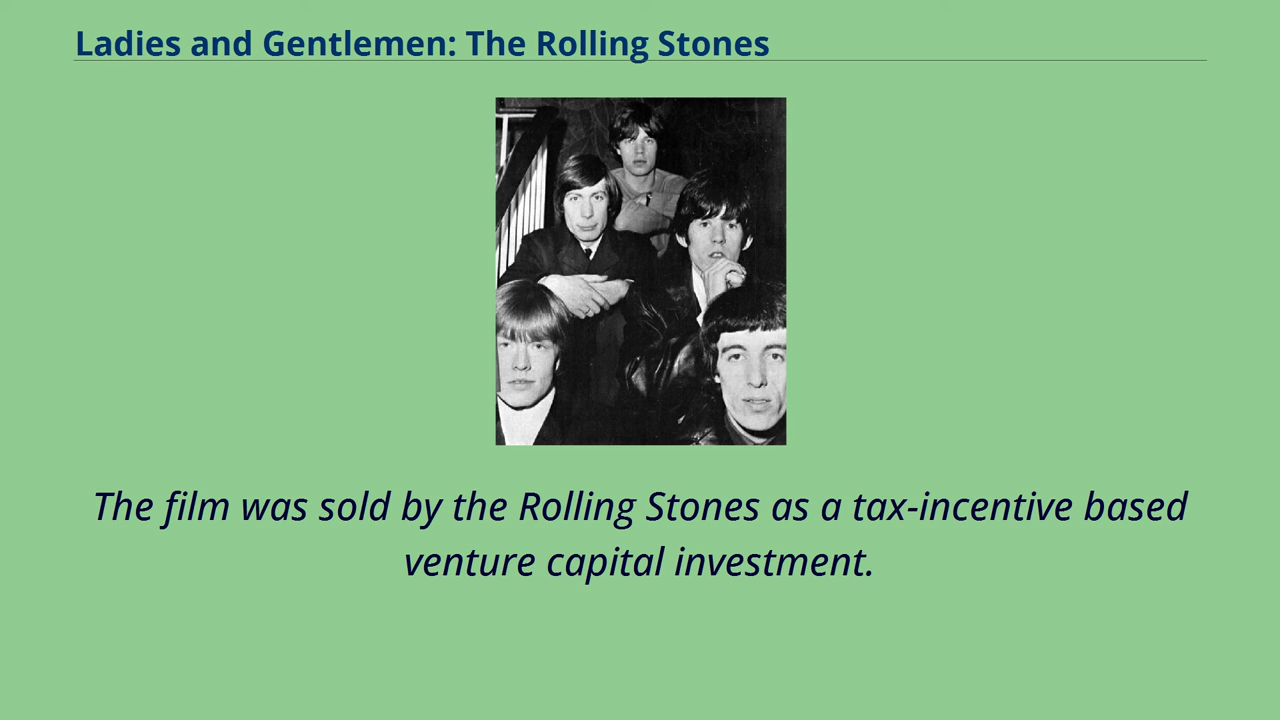 Ladies and Gentlemen: The Rolling Stones
The film was sold by the Rolling Stones as a tax-incentive based
venture capital investment.